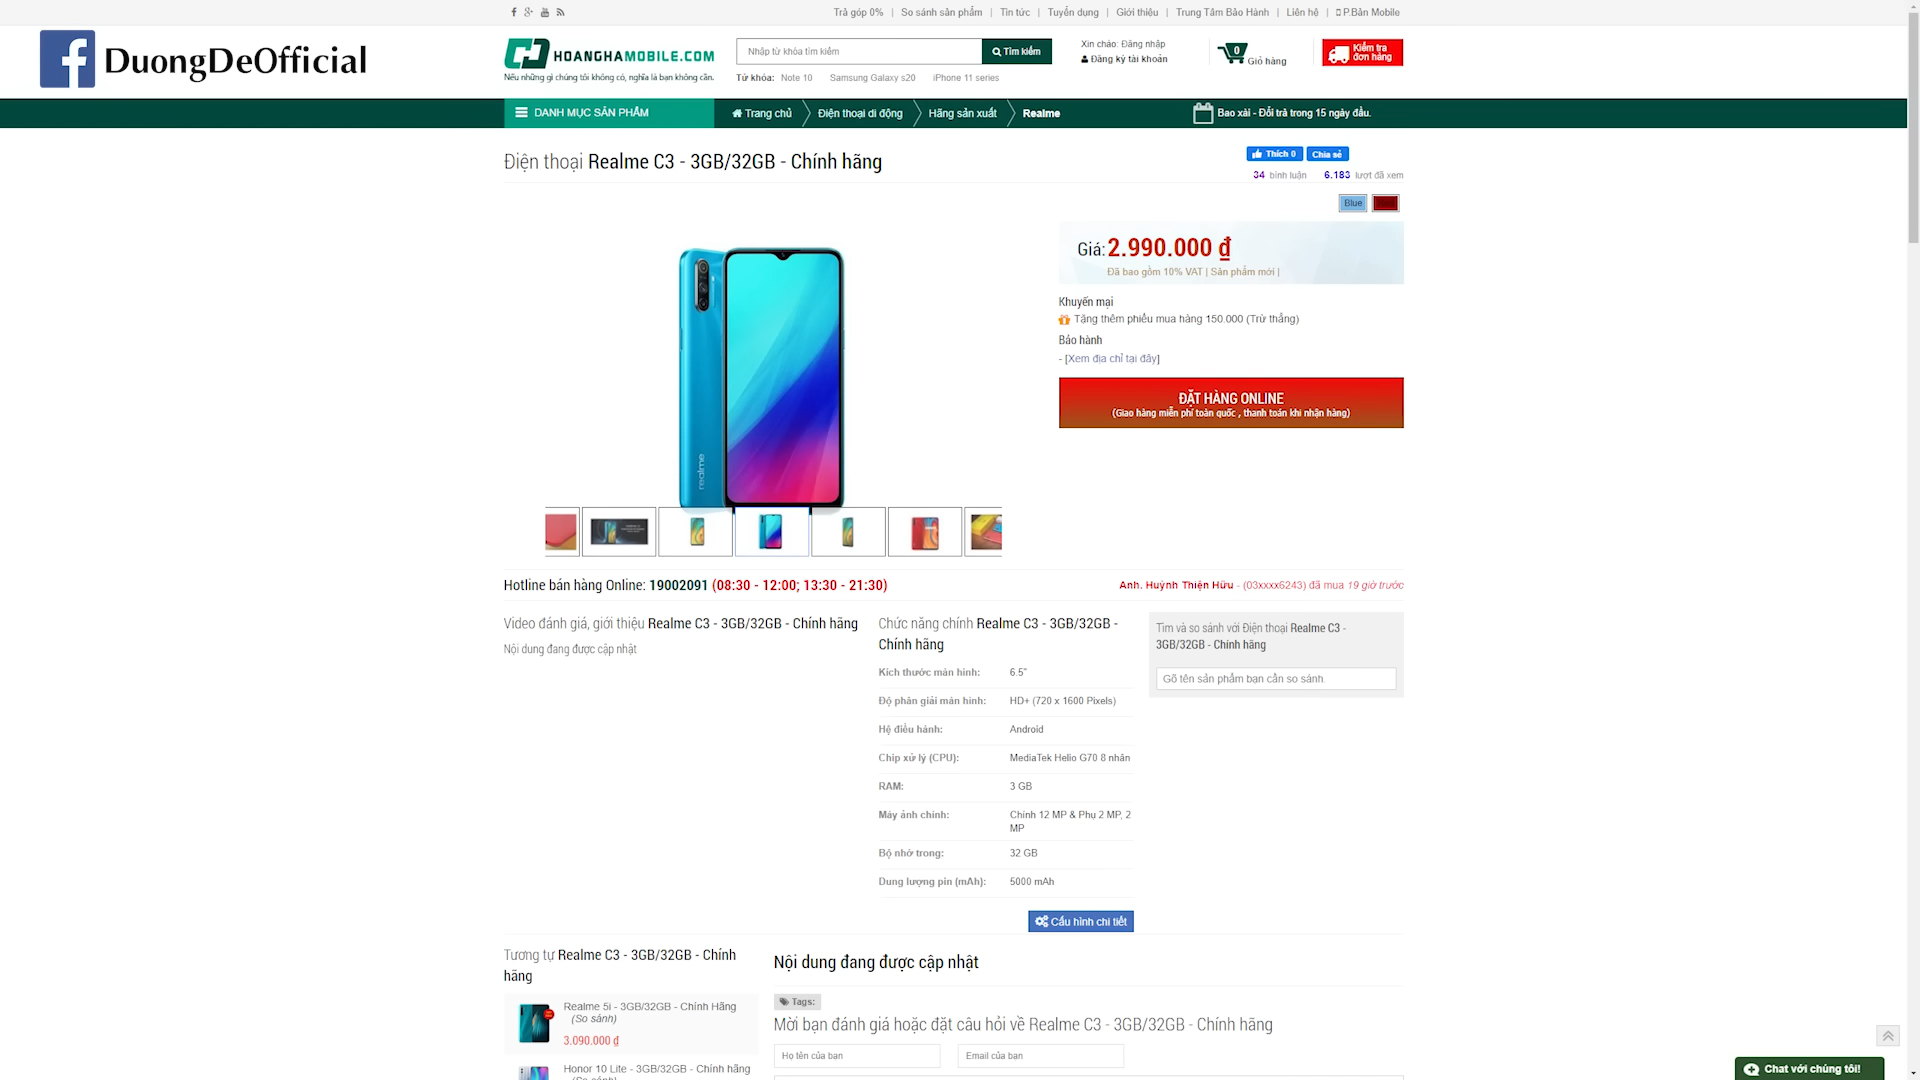 Trả góp 0% | So sánh sản phẩm | Tin tức | Tuyển dụng | Giới thiệu | Trung Tâm Bảo Hành | Liên hệ | P.Bản Mobile
DuongDeOfficial
HOANGHAMOBILE.COM
Nếu những gì chúng tôi không có, nghĩa là bạn không cần.
Nhập từ khóa tìm kiếm
Tìm kiếm
Từ khóa: Note 10 Samsung Galaxy s20 iPhone 11 series
Xin chào: Đăng nhập
Đăng ký tài khoản
0
Giỏ hàng
Kiểm tra
đơn hàng
DANH MỤC SẢN PHẨM
Trang chủ
Điện thoại di động
Hãng sản xuất
Realme
Bao xài - Đổi trả trong 15 ngày đầu.
Điện thoại Realme C3 - 3GB/32GB - Chính hãng
Thích 0
Chia sẻ
34 bình luận 6.183 lượt đã xem
Blue
Giá: 2.990.000 ₫
Đã bao gồm 10% VAT | Sản phẩm mới |
Khuyến mại
Tặng thêm phiếu mua hàng 150.000 (Trừ thẳng)
Bảo hành
- [Xem địa chỉ tại đây]
ĐẶT HÀNG ONLINE
(Giao hàng miễn phí toàn quốc , thanh toán khi nhận hàng)
realme
Hotline bán hàng Online: 19002091 (08:30 - 12:00; 13:30 - 21:30)
Anh. Huỳnh Thiện Hữu - (03xxxx6243) đã mua 19 giờ trước
Video đánh giá, giới thiệu Realme C3 - 3GB/32GB - Chính hãng
Nội dung đang được cập nhật
Chức năng chính Realme C3 - 3GB/32GB -
Chính hãng
Kích thước màn hình: 6.5"
Độ phân giải màn hình: HD+ (720 x 1600 Pixels)
Hệ điều hành: Android
Chip xử lý (CPU): MediaTek Helio G70 8 nhân
RAM: 3 GB
Máy ảnh chính: Chính 12 MP & Phụ 2 MP, 2
MP
Bộ nhớ trong: 32 GB
Dung lượng pin (mAh): 5000 mAh
Cấu hình chi tiết
Tìm và so sánh với Điện thoại Realme C3 -
3GB/32GB - Chính hãng
Gõ tên sản phẩm bạn cần so sánh.
Tương tự Realme C3 - 3GB/32GB - Chính
hãng
Realme 5i - 3GB/32GB - Chính Hãng
(So sánh)
3.090.000 ₫
Honor 10 Lite - 3GB/32GB - Chính hãng
(So sánh)
Nội dung đang được cập nhật
Tags:
Mời bạn đánh giá hoặc đặt câu hỏi về Realme C3 - 3GB/32GB - Chính hãng
Họ tên của bạn
Email của bạn
Chat với chúng tôi!